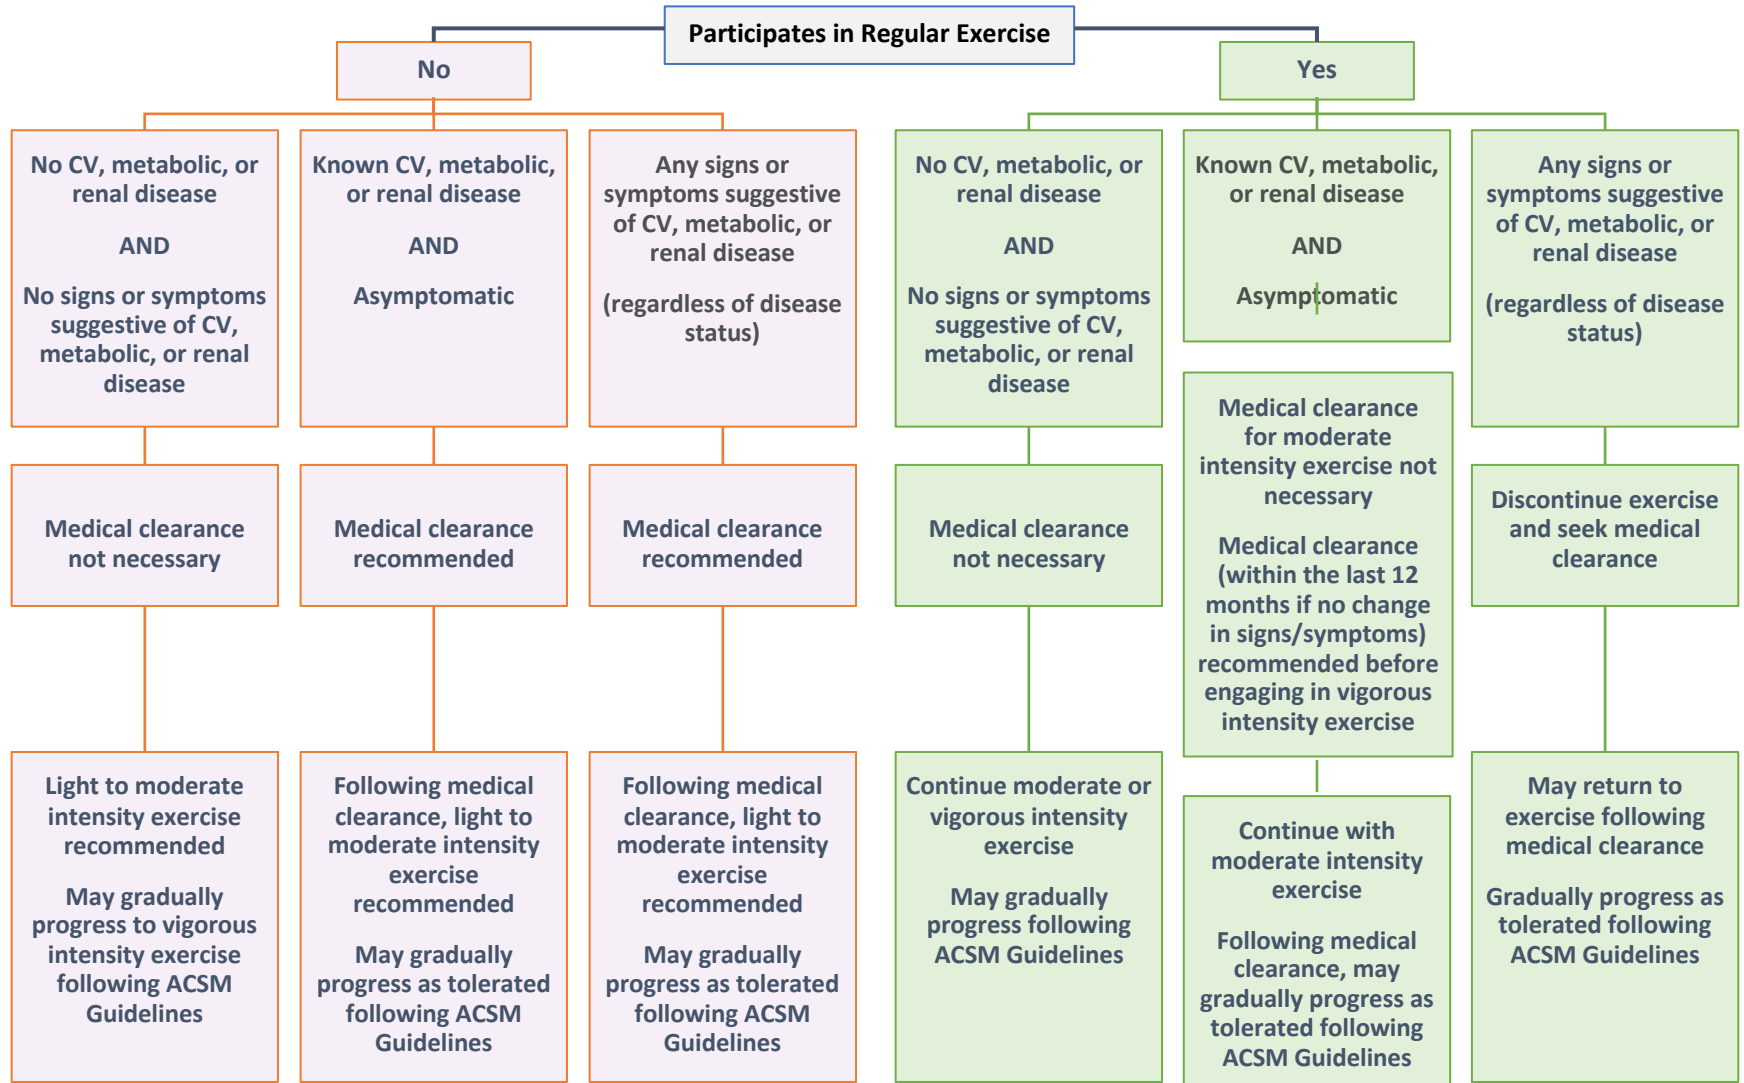 Participates in Regular Exercise
No
Yes
No CV, metabolic, or
renal disease
AND
No signs or symptoms
suggestive of CV,
metabolic, or renal
disease
Known CV, metabolic,
or renal disease
AND
Asymptomatic
Any signs or
symptoms suggestive
of CV, metabolic, or
renal disease
(regardless of disease
status)
No CV, metabolic, or
renal disease
AND
No signs or symptoms
suggestive of CV,
metabolic, or renal
disease
Known CV, metabolic,
or renal disease
AND
Asymptomatic
Any signs or
symptoms suggestive
of CV, metabolic, or
renal disease
(regardless of disease
status)
Medical clearance
not necessary
Medical clearance
recommended
Medical clearance
recommended
Medical clearance
not necessary
Medical clearance
for moderate
intensity exercise not
necessary
Medical clearance
(within the last 12
months if no change
in signs/symptoms)
recommended before
engaging in vigorous
intensity exercise
Discontinue exercise
and seek medical
clearance
Light to moderate
intensity exercise
recommended
May gradually
progress to vigorous
intensity exercise
following ACSM
Guidelines
Following medical
clearance, light to
moderate intensity
exercise
recommended
May gradually
progress as tolerated
following ACSM
Guidelines
Following medical
clearance, light to
moderate intensity
exercise
recommended
May gradually
progress as tolerated
following ACSM
Guidelines
Continue moderate or
vigorous intensity
exercise
May gradually
progress following
ACSM Guidelines
Continue with
moderate intensity
exercise
Following medical
clearance, may
gradually progress as
tolerated following
ACSM Guidelines
May return to
exercise following
medical clearance
Gradually progress as
tolerated following
ACSM Guidelines